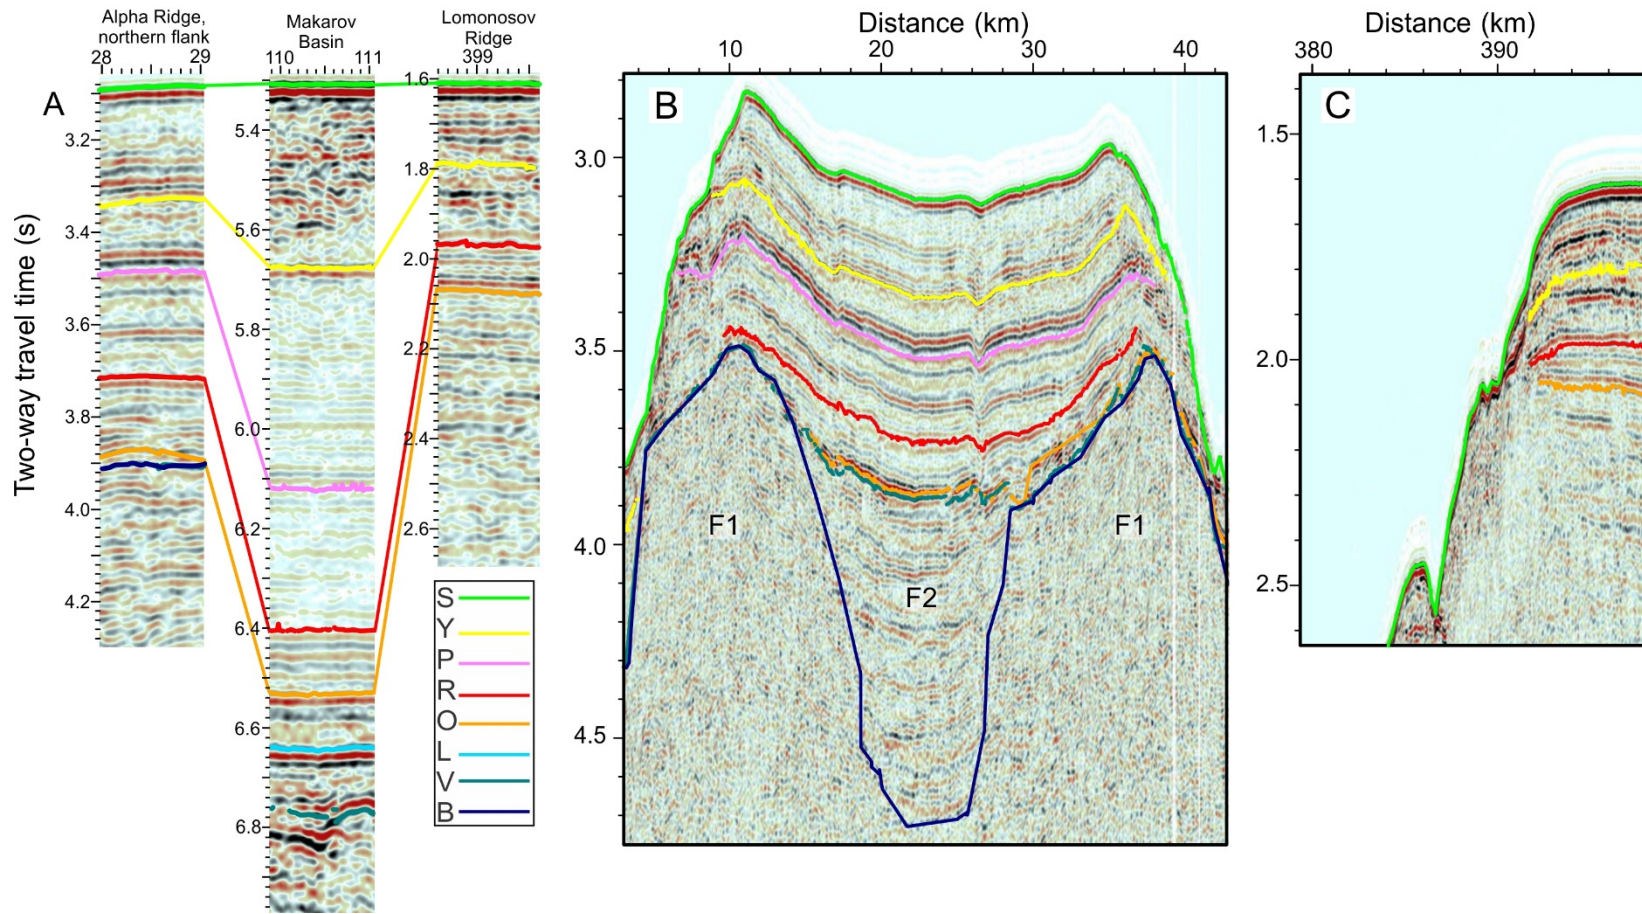 Alpha Ridge,
northern flank
28 29
Makarov
Basin
110 111
Lomonosov
Ridge
399
A
Two-way travel time (s)
3.2
3.4
3.6
3.8
4.0
4.2
5.4
5.6
5.8
6.0
6.2
6.4
6.6
6.8
1.6
1.8
2.0
2.2
2.4
2.6
S
Y
P
R
O
L
V
B
Distance (km)
10 20 30 40
B
3.0
3.5
4.0
4.5
F1
F2
F1
Distance (km)
380 390
C
1.5
2.0
2.5